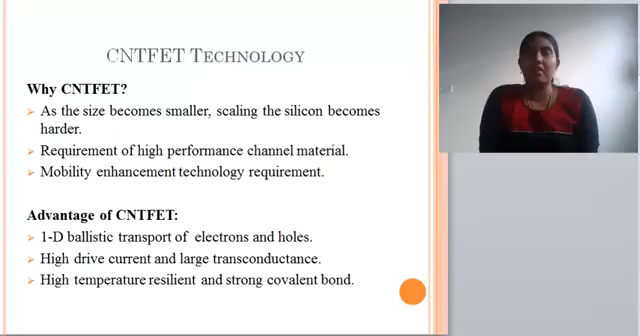 CNTFET TECHNOLOGY
Why CNTFET?
As the size becomes smaller, scaling the silicon becomes
harder.
Requirement of high performance channel material.
Mobility enhancement technology requirement.
Advantage of CNTFET:
1-D ballistic transport of electrons and holes.
High drive current and large transconductance.
High temperature resilient and strong covalent bond.